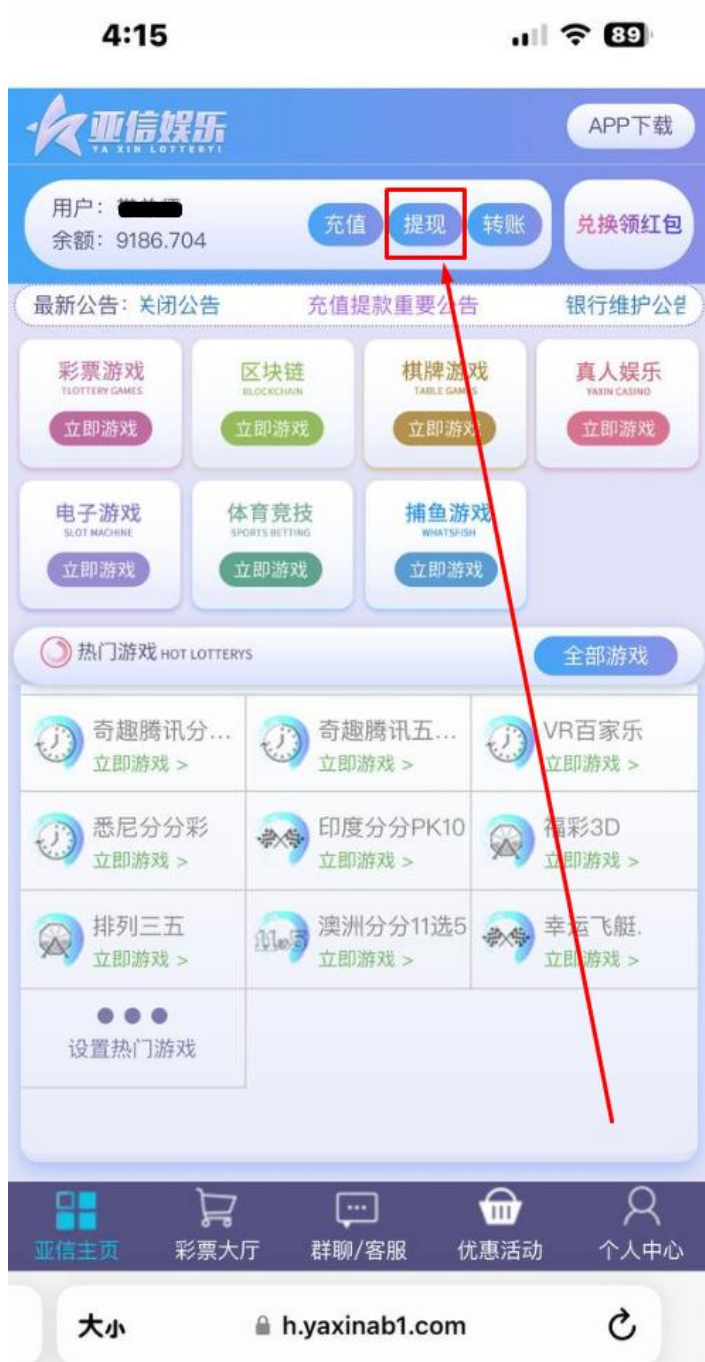 4:15
89
亚信娱乐
YA XIN LOTTERY!
APP下载
用户：
余额：9186.704
充值
提现
转账
兑换领红包
最新公告：关闭公告
充值提款重要公告
银行维护公告
彩票游戏
TLOTTERY GAMES
立即游戏
区块链
BLOCKCHAIN
立即游戏
棋牌游戏
TABLE GAMES
立即游戏
真人娱乐
YAXIN CASINO
立即游戏
电子游戏
SLOT MACHINE
立即游戏
体育竞技
SPORTS BETTING
立即游戏
捕鱼游戏
WHATSFISH
立即游戏
热门游戏 HOT LOTTERYS
全部游戏
奇趣腾讯分...
立即游戏 >
奇趣腾讯五...
立即游戏 >
VR百家乐
立即游戏 >
悉尼分分彩
立即游戏 >
印度分分PK10
立即游戏 >
福彩3D
立即游戏 >
排列三五
立即游戏 >
11选5
澳洲分分11选5
立即游戏 >
幸运飞艇.
立即游戏 >
设置热门游戏
亚信主页
彩票大厅
群聊/客服
优惠活动
个人中心
大小
h.yaxinab1.com